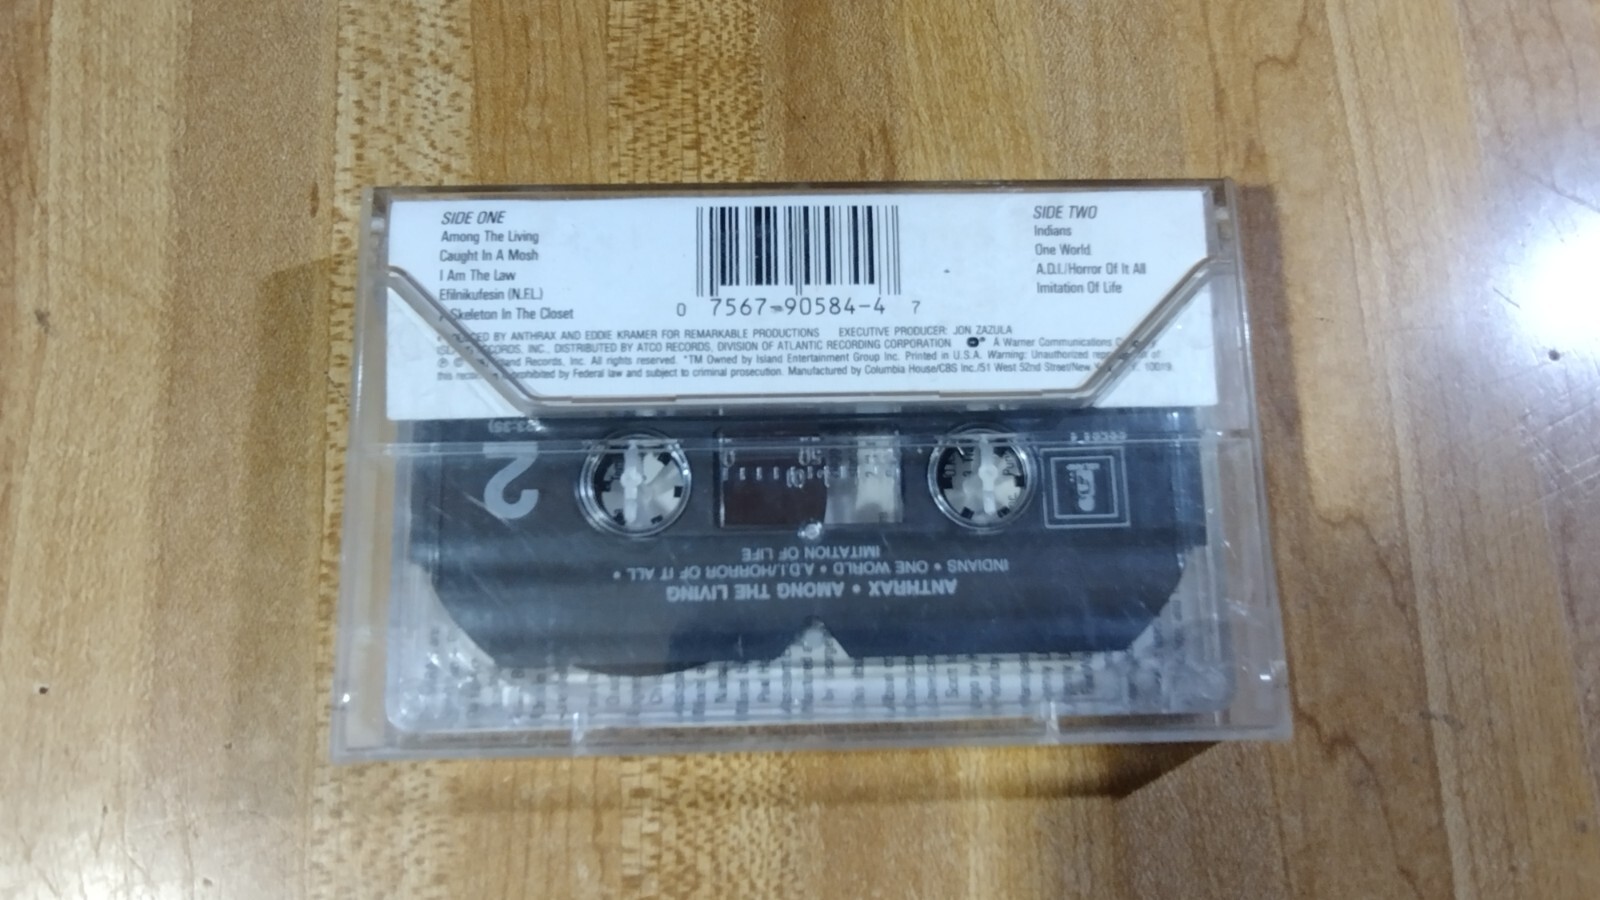 SIDE ONE
Among The Living
Caught In A Mosh
I Am The Law
Efilnikufesin (N.F.L.)
A Skeleton In The Closet
0 7567-90584-4 7
SIDE TWO
Indians
One World
A.D.I./Horror Of It All
Imitation Of Life
BY ANTHRAX AND EDDIE KRAMER FOR REMARKABLE PRODUCTIONS EXECUTIVE PRODUCER: JON ZAZULA
RECORDS, INC., DISTRIBUTED BY ATCO RECORDS, DIVISION OF ATLANTIC RECORDING CORPORATION A Warner Communications
Island Records, Inc. All rights reserved. *TM Owned by Island Entertainment Group Inc. Printed in U.S.A. Warning: Unauthorized of
this prohibited by Federal law and subject to criminal prosecution. Manufactured by Columbia House/CBS Inc./51 West 52nd Street/New 10019.
2
50
0
ANTHRAX • AMONG THE LIVING
INDIANS • ONE WORLD • A.D.I./HORROR OF IT ALL •
IMITATION OF LIFE